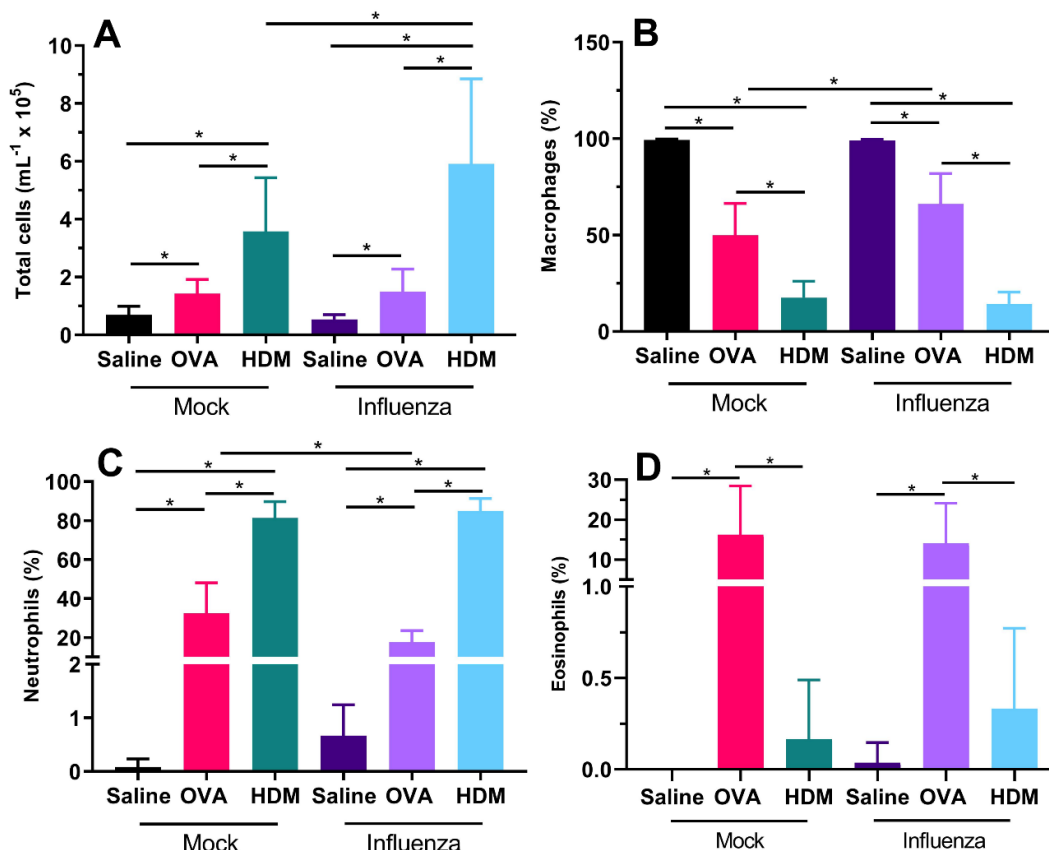 A
Total cells (mL⁻¹ x 10⁵)
10
8
6
4
2
0
* * * * * * * *
Saline OVA HDM Saline OVA HDM
Mock Influenza
B
Macrophages (%)
150
100
50
0
* * * * * * *
Saline OVA HDM Saline OVA HDM
Mock Influenza
C
Neutrophils (%)
100
80
60
40
20
2
1
0
* * * * * * *
Saline OVA HDM Saline OVA HDM
Mock Influenza
D
Eosinophils (%)
30
25
20
15
10
5
1.0
0.5
0.0
* * * *
Saline OVA HDM Saline OVA HDM
Mock Influenza